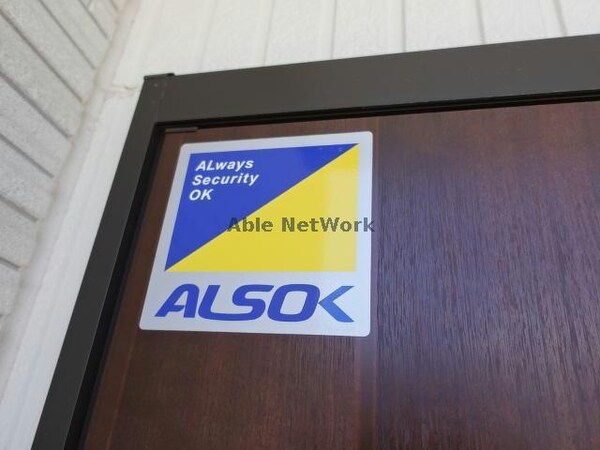 ALways
Security
OK
Able NetWork
ALSOK